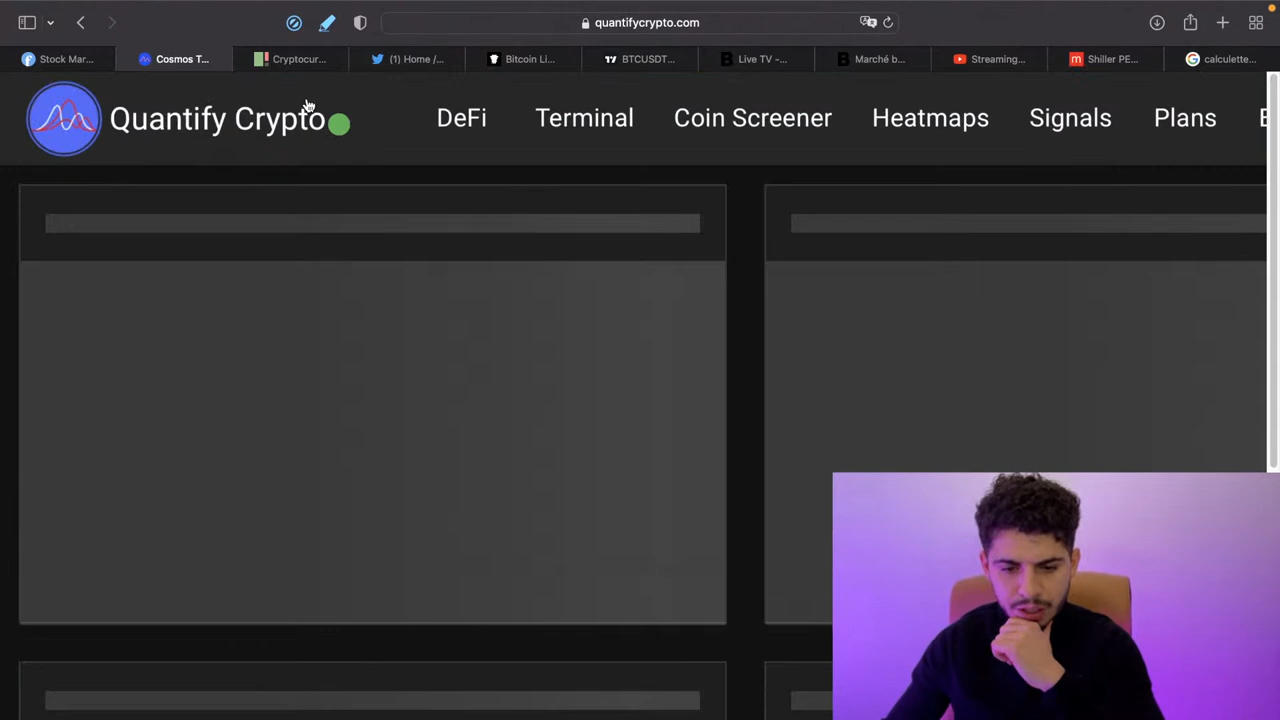 quantifycrypto.com
Stock Mar...
Cosmos T...
Cryptocur...
(1) Home /...
Bitcoin Li...
BTCUSDT...
Live TV -...
Marché b...
Streaming...
Shiller PE...
calculette...
Quantify Crypto
DeFi
Terminal
Coin Screener
Heatmaps
Signals
Plans